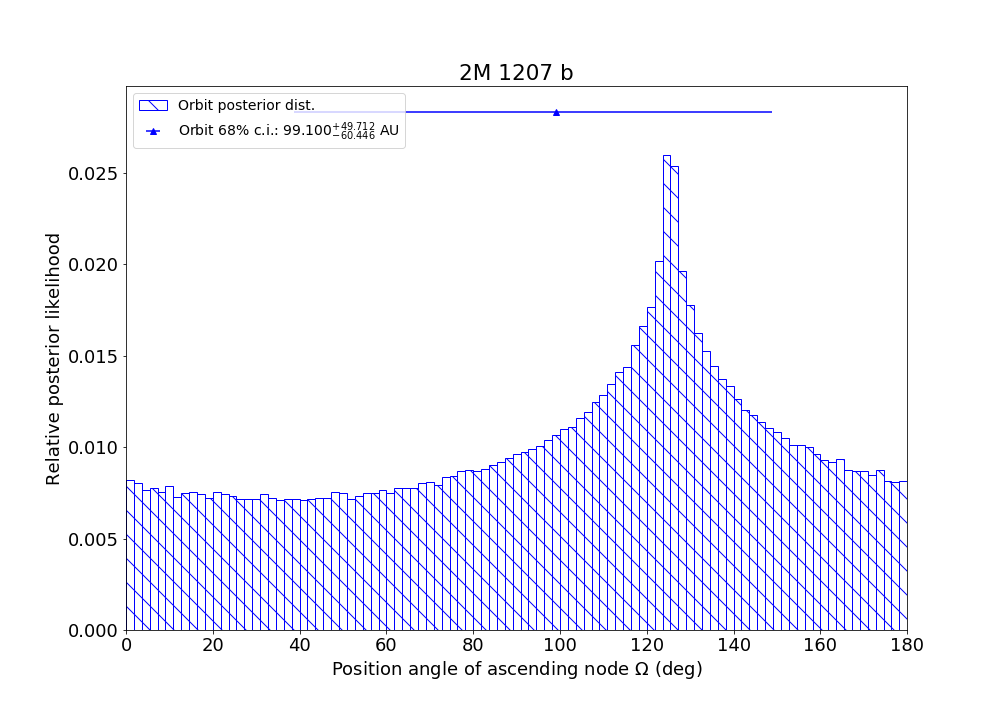 2M 1207 b
Orbit posterior dist.
Orbit 68% c.i.: 99.100$^{+49.712}_{-60.446}$ AU
Relative posterior likelihood
0.025
0.020
0.015
0.010
0.005
0.000
0 20 40 60 80 100 120 140 160 180
Position angle of ascending node Ω (deg)